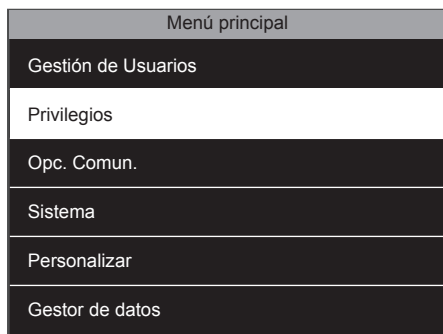 Menú principal
Gestión de Usuarios
Privilegios
Opc. Comun.
Sistema
Personalizar
Gestor de datos